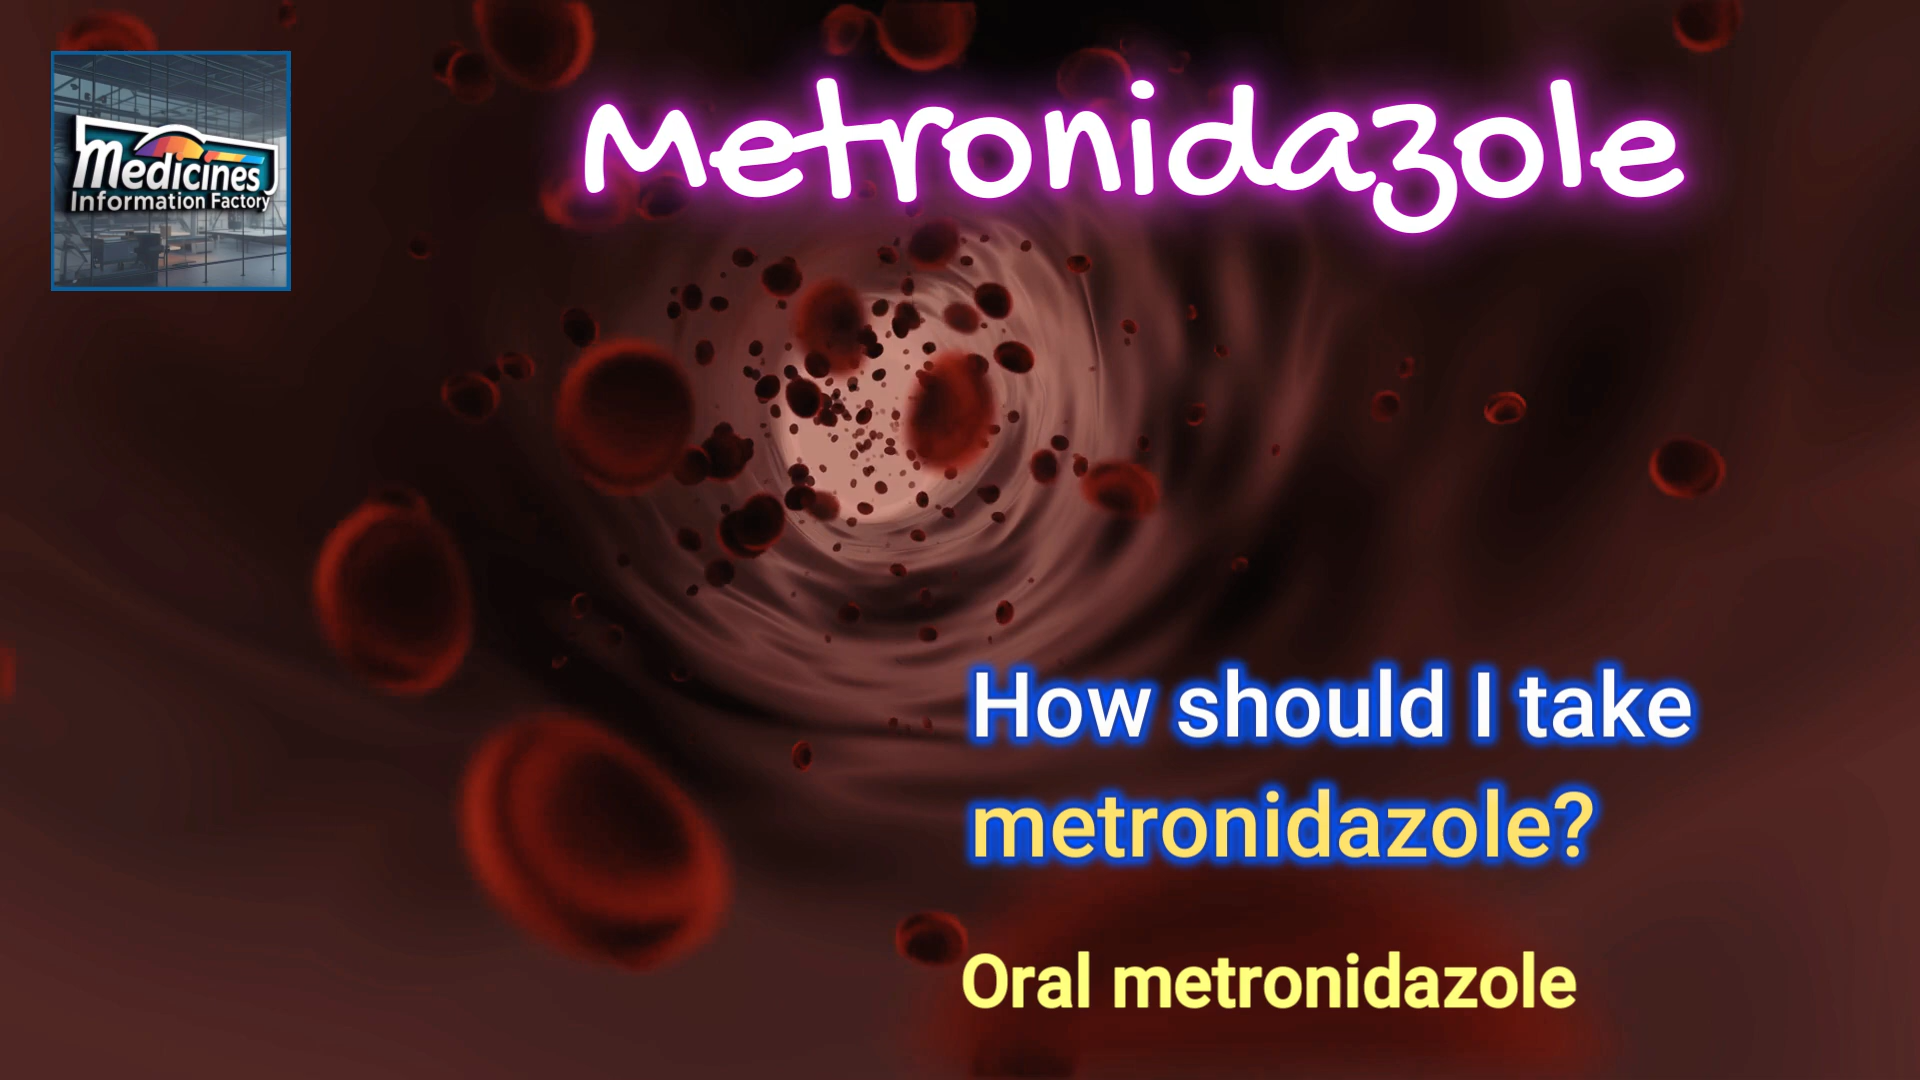 Medicines
Information Factory
Metronidazole
How should I take
metronidazole?
Oral metronidazole